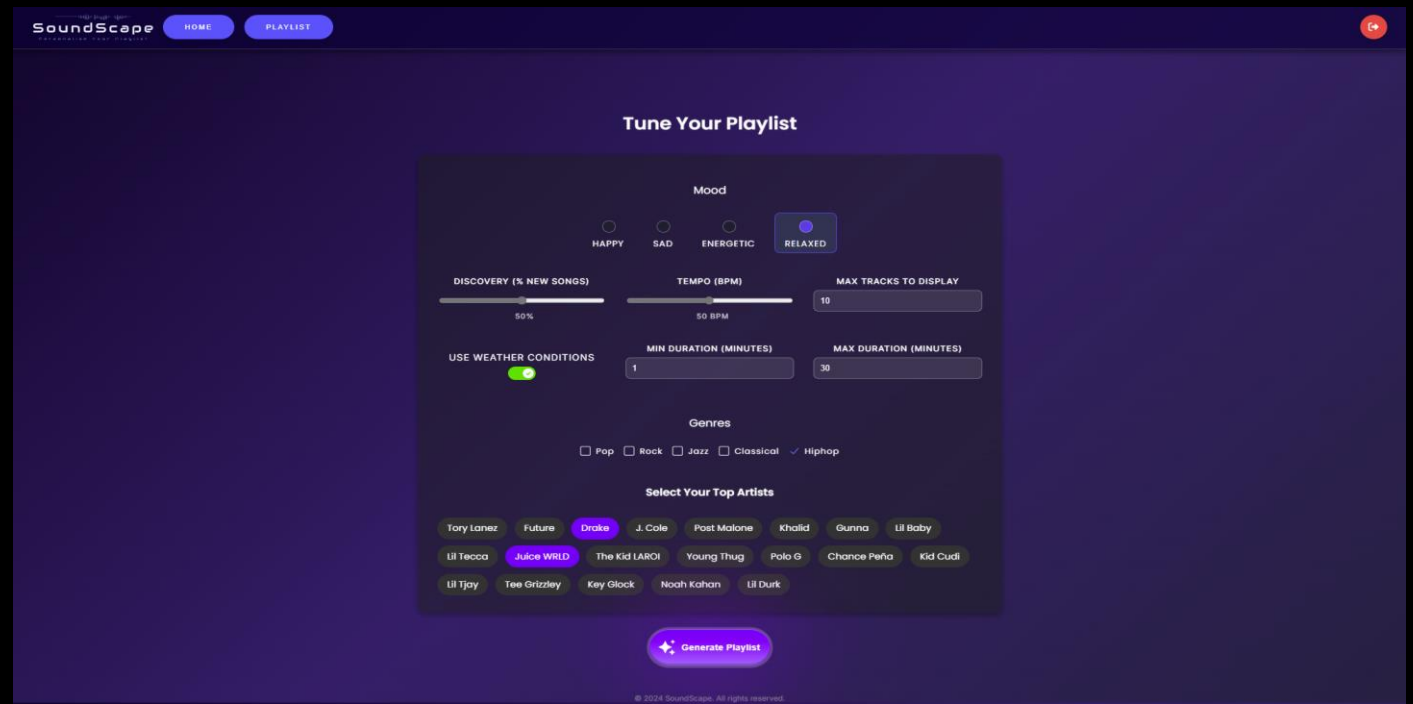 SoundScape HOME PLAYLIST
Personalize Your Playlist
Tune Your Playlist
Mood
HAPPY SAD ENERGETIC RELAXED
DISCOVERY (% NEW SONGS) TEMPO (BPM) MAX TRACKS TO DISPLAY
10
50% 50 BPM
USE WEATHER CONDITIONS MIN DURATION (MINUTES) MAX DURATION (MINUTES)
1 30
Genres
Pop Rock Jazz Classical Hiphop
Select Your Top Artists
Tory Lanez Future Drake J. Cole Post Malone Khalid Gunna Lil Baby
Lil Tecca Juice WRLD The Kid LAROI Young Thug Polo G Chance Peña Kid Cudi
Lil Tjay Tee Grizzley Key Glock Noah Kahan Lil Durk
Generate Playlist
© 2024 SoundScape. All rights reserved.